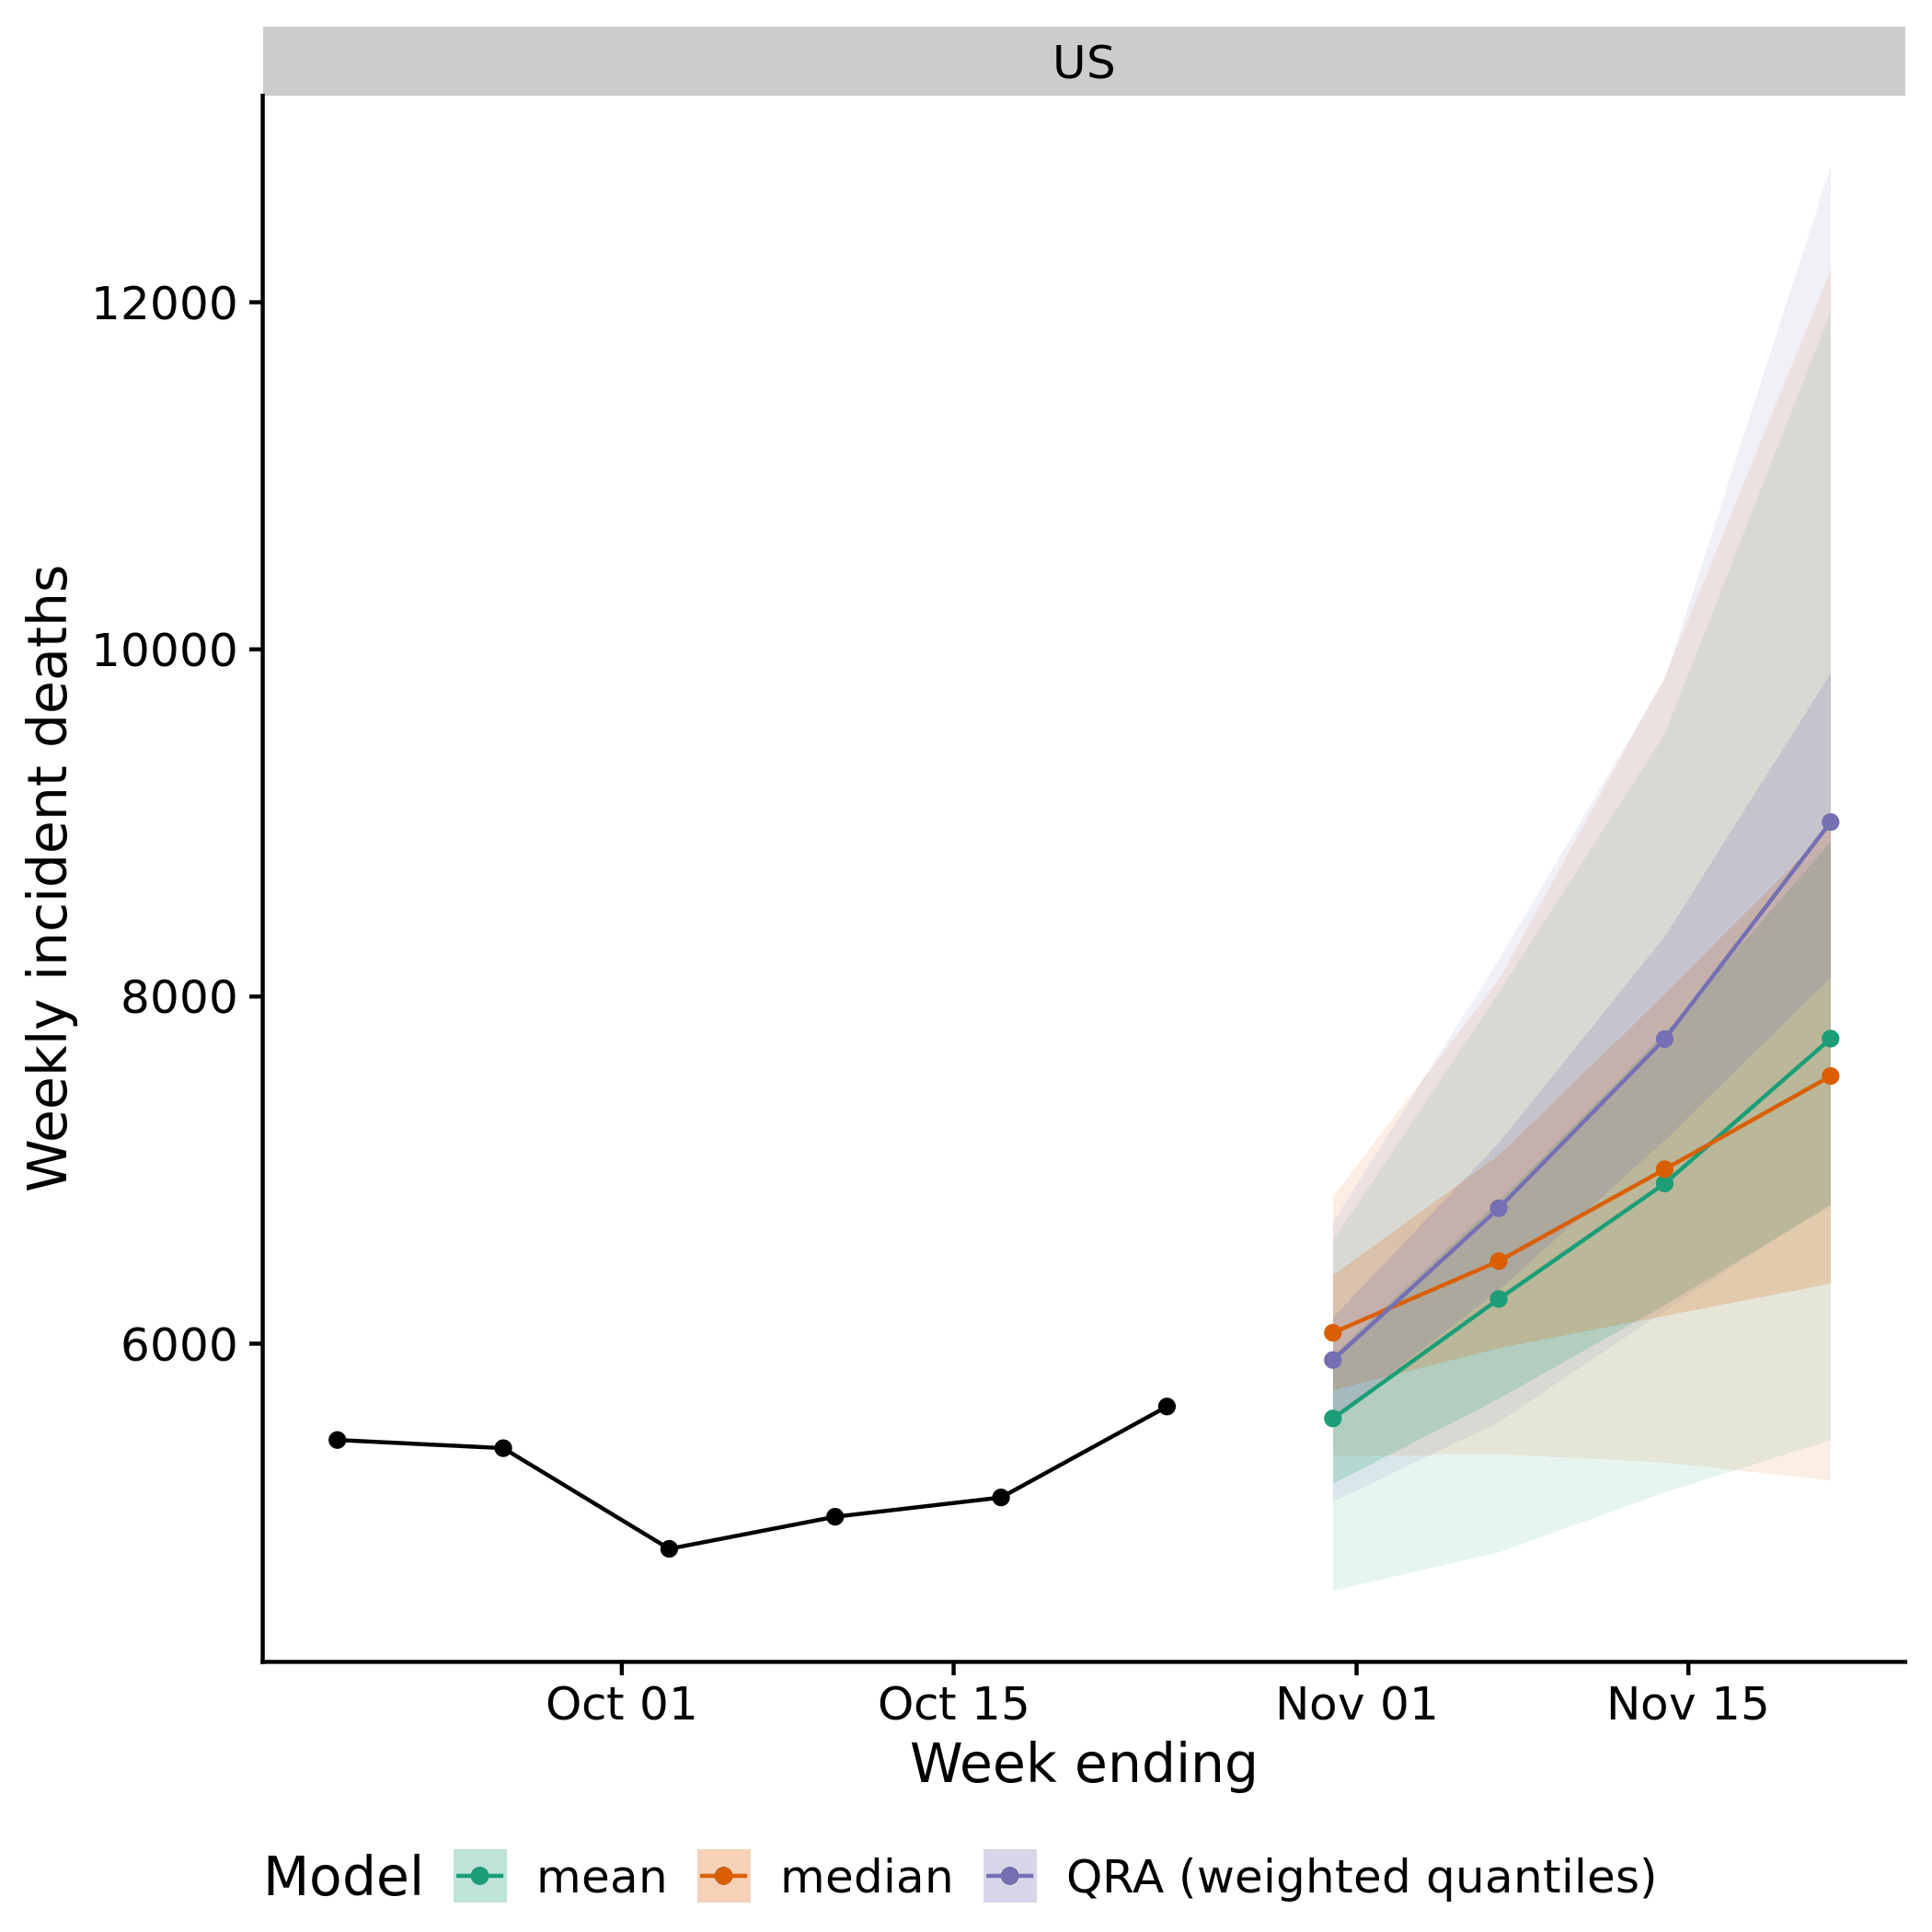 US
Weekly incident deaths
12000
10000
8000
6000
Oct 01 Oct 15 Nov 01 Nov 15
Week ending
Model mean median QRA (weighted quantiles)